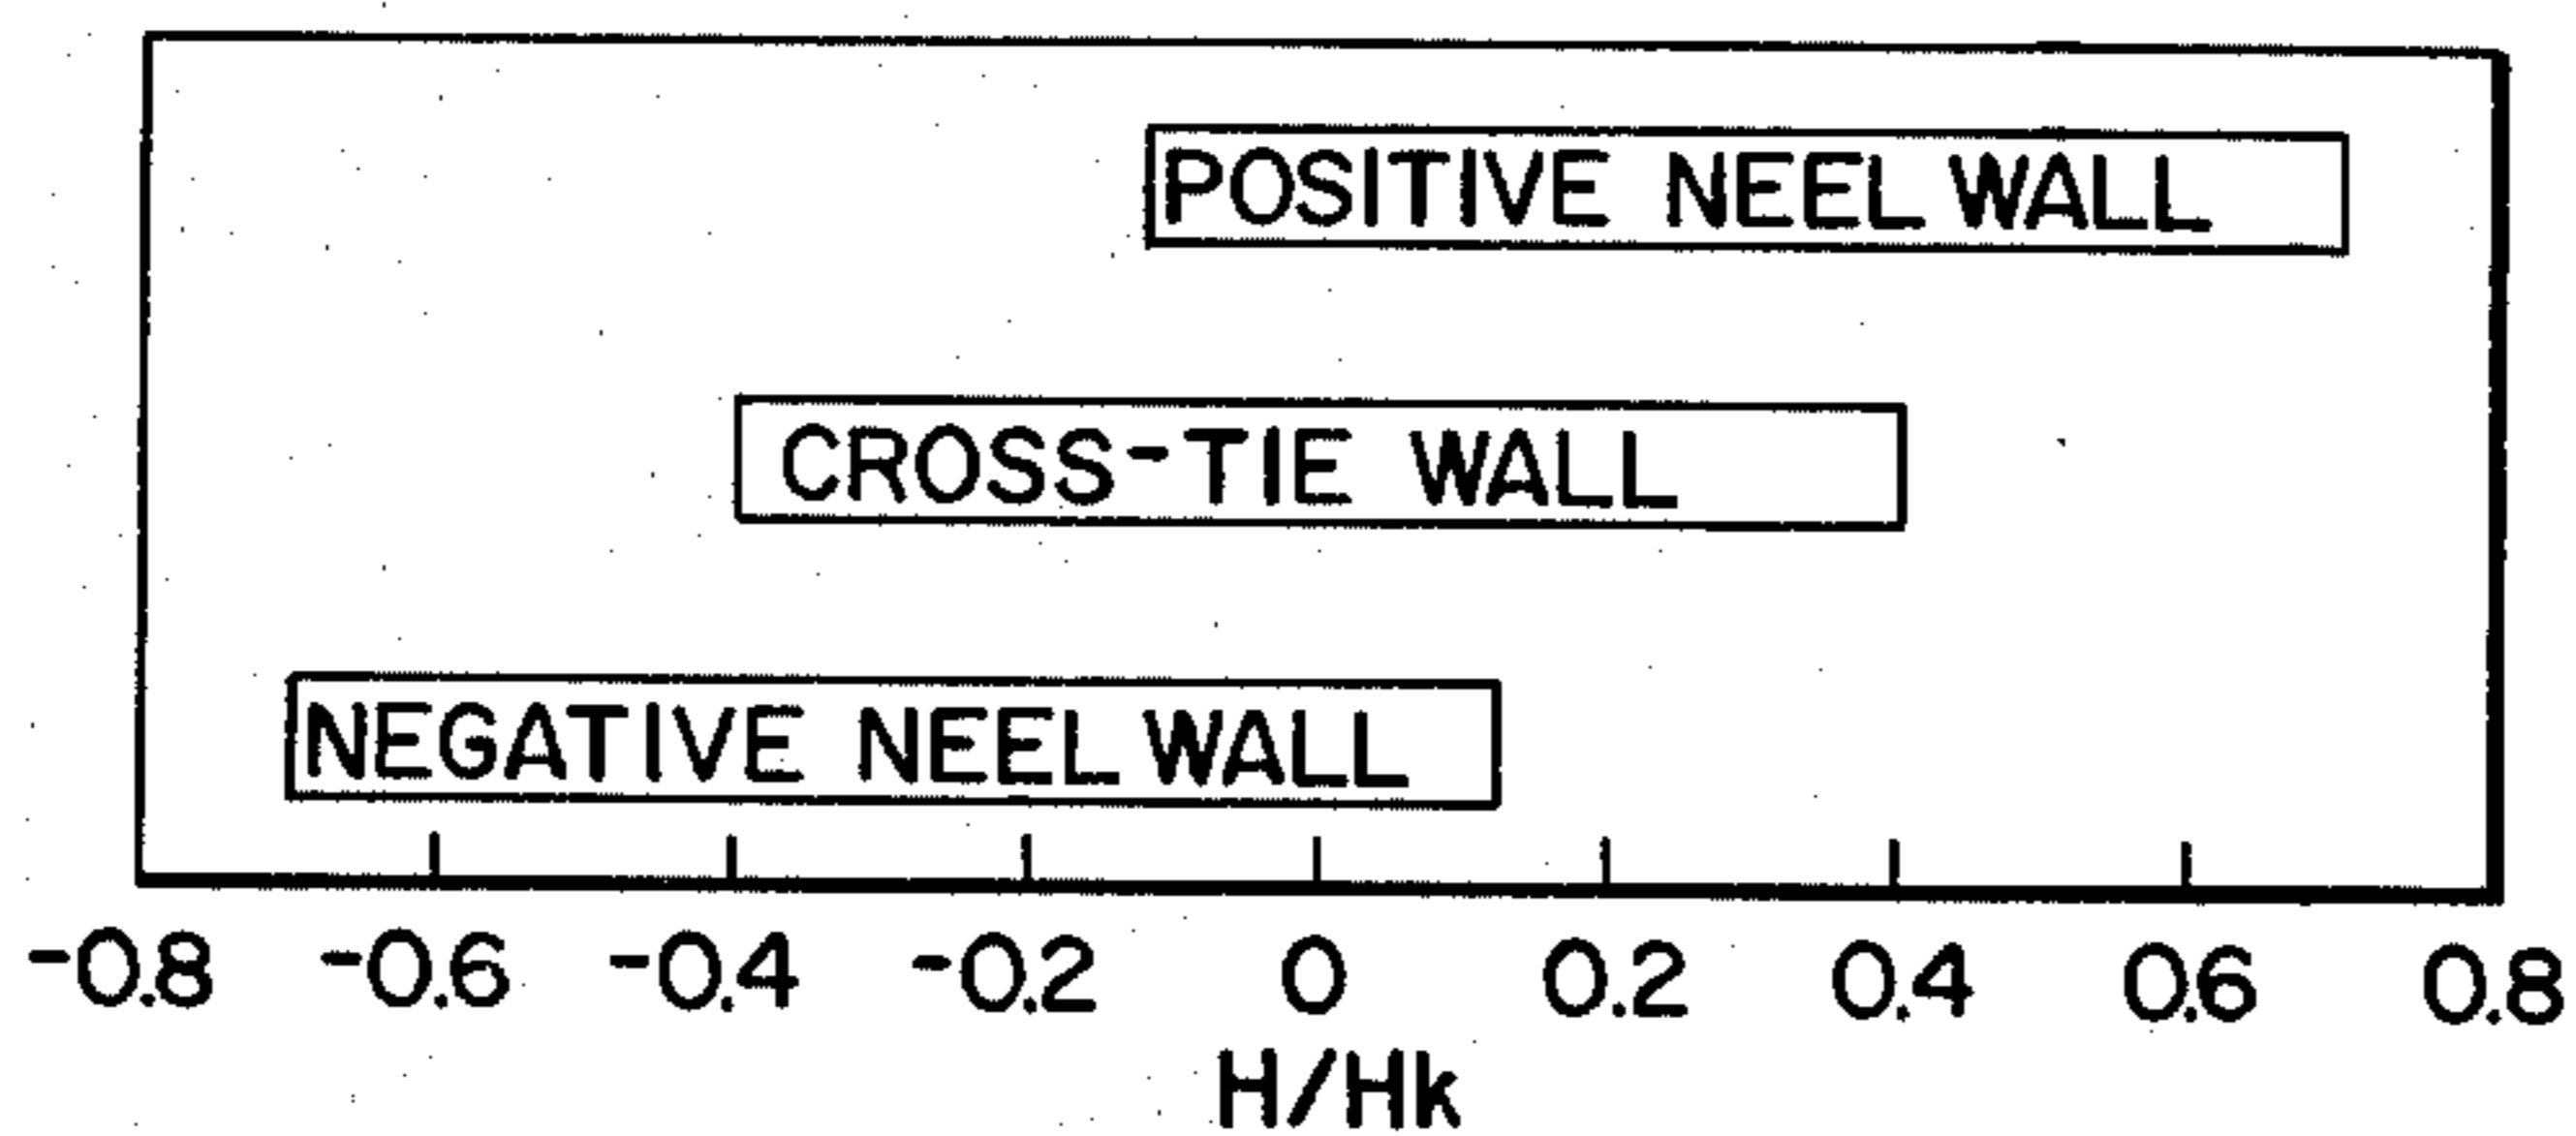 POSITIVE NEEL WALL
CROSS-TIE WALL
NEGATIVE NEEL WALL
-0.8 -0.6 -0.4 -0.2 0 0.2 0.4 0.6 0.8
H/Hk